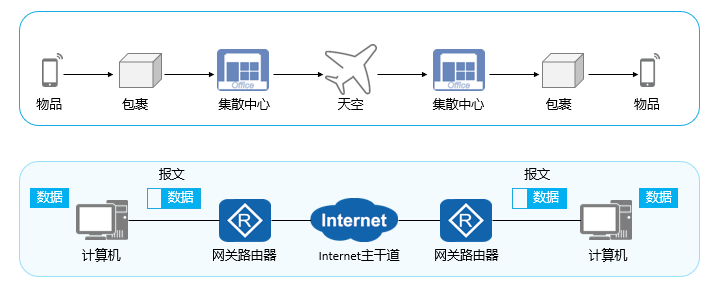 Office
Office
物品
包裹
集散中心
天空
集散中心
包裹
物品
报文
报文
数据
数据
数据
数据
R
Internet
R
计算机
网关路由器
Internet主干道
网关路由器
计算机